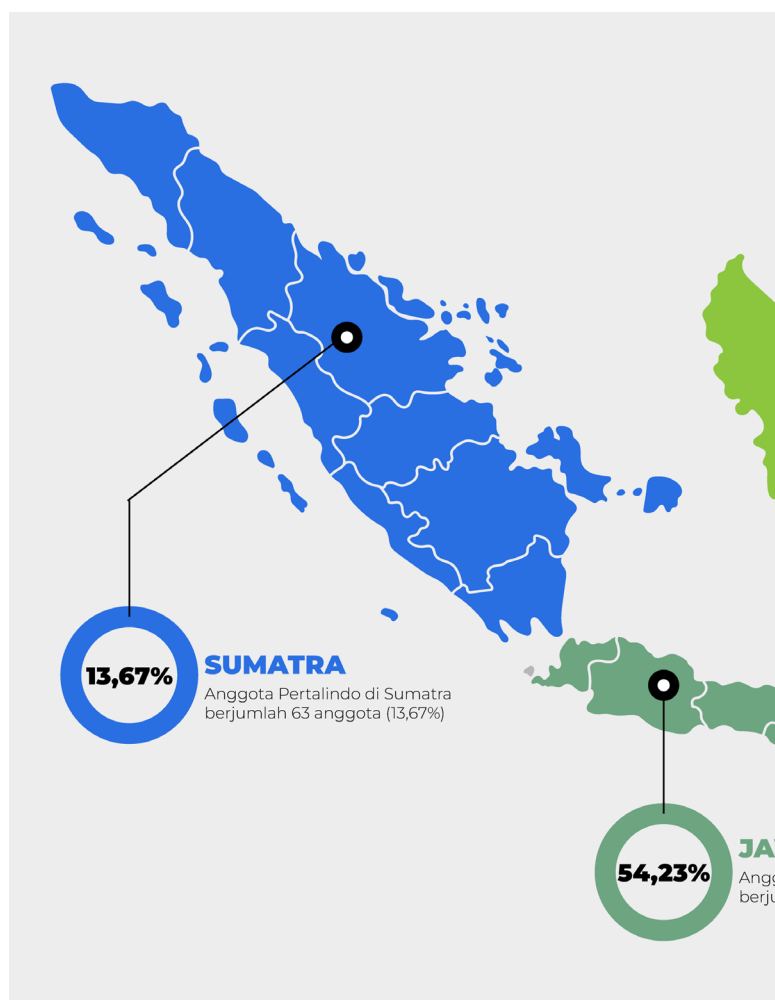 13,67%
SUMATRA
Anggota Pertalindo di Sumatra
berjumlah 63 anggota (13,67%)
54,23%